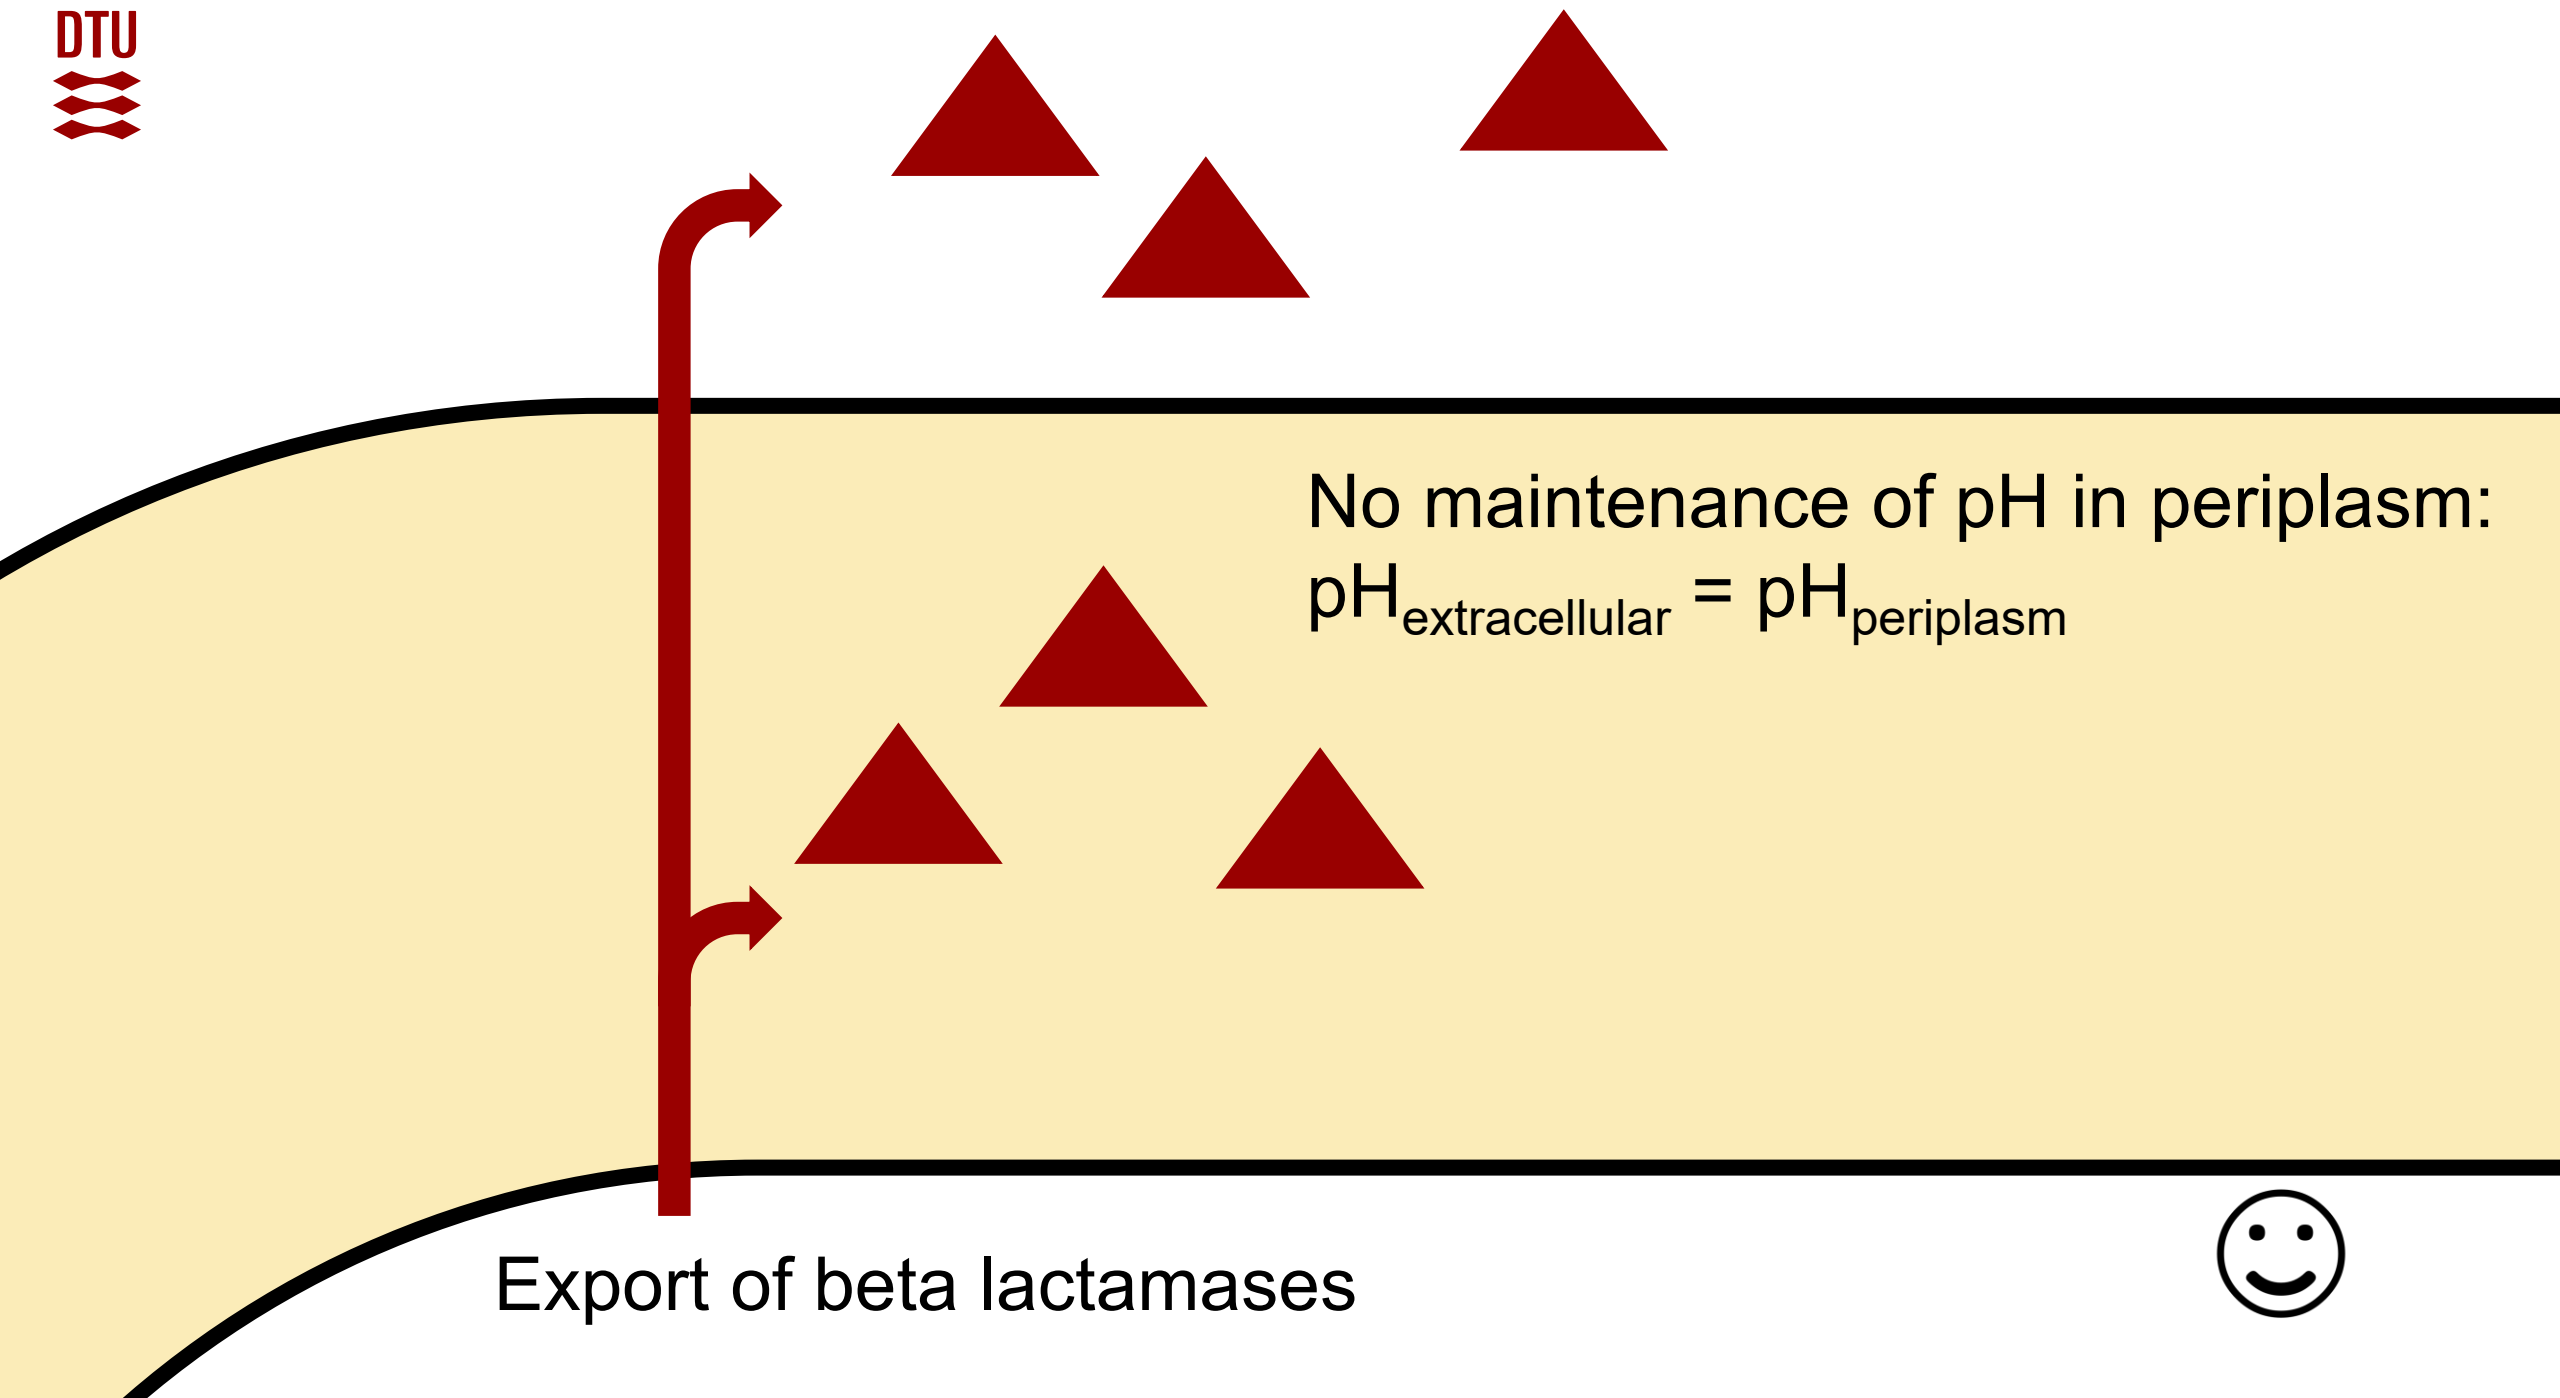 DTU
No maintenance of pH in periplasm:
pHextracellular = pHperiplasm
Export of beta lactamases